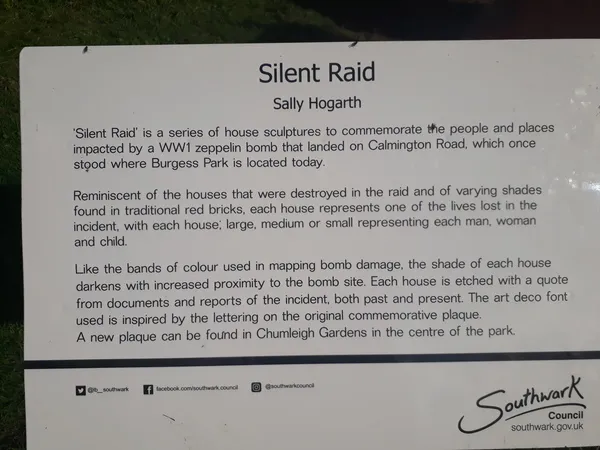 Silent Raid
Sally Hogarth
'Silent Raid' is a series of house sculptures to commemorate the people and places
impacted by a WW1 zeppelin bomb that landed on Calmington Road, which once
stood where Burgess Park is located today.
Reminiscent of the houses that were destroyed in the raid and of varying shades
found in traditional red bricks, each house represents one of the lives lost in the
incident, with each house; large, medium or small representing each man, woman
and child.
Like the bands of colour used in mapping bomb damage, the shade of each house
darkens with increased proximity to the bomb site. Each house is etched with a quote
from documents and reports of the incident, both past and present. The art deco font
used is inspired by the lettering on the original commemorative plaque.
A new plaque can be found in Chumleigh Gardens in the centre of the park.
@lb_southwark facebook.com/southwark.council @southwarkcouncil
Southwark
Council
southwark.gov.uk